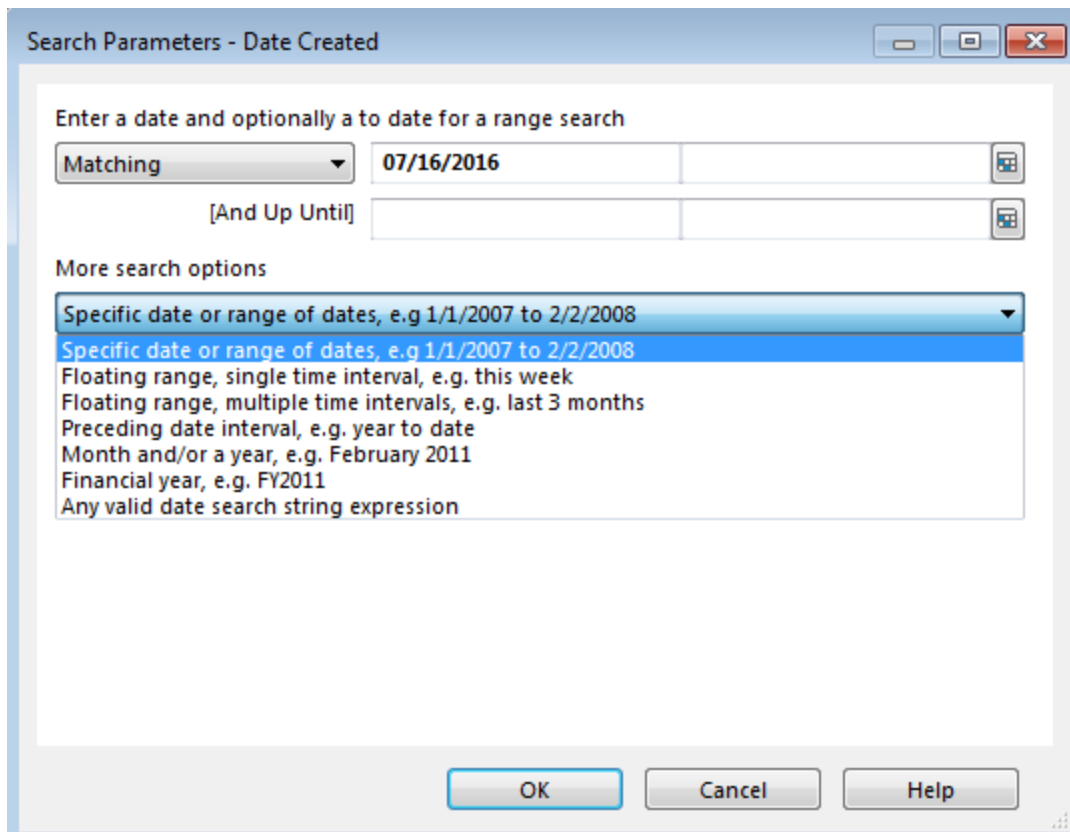 Search Parameters - Date Created
Enter a date and optionally a to date for a range search
Matching 07/16/2016
[And Up Until]
More search options
Specific date or range of dates, e.g 1/1/2007 to 2/2/2008
Specific date or range of dates, e.g 1/1/2007 to 2/2/2008
Floating range, single time interval, e.g. this week
Floating range, multiple time intervals, e.g. last 3 months
Preceding date interval, e.g. year to date
Month and/or a year, e.g. February 2011
Financial year, e.g. FY2011
Any valid date search string expression
OK Cancel Help